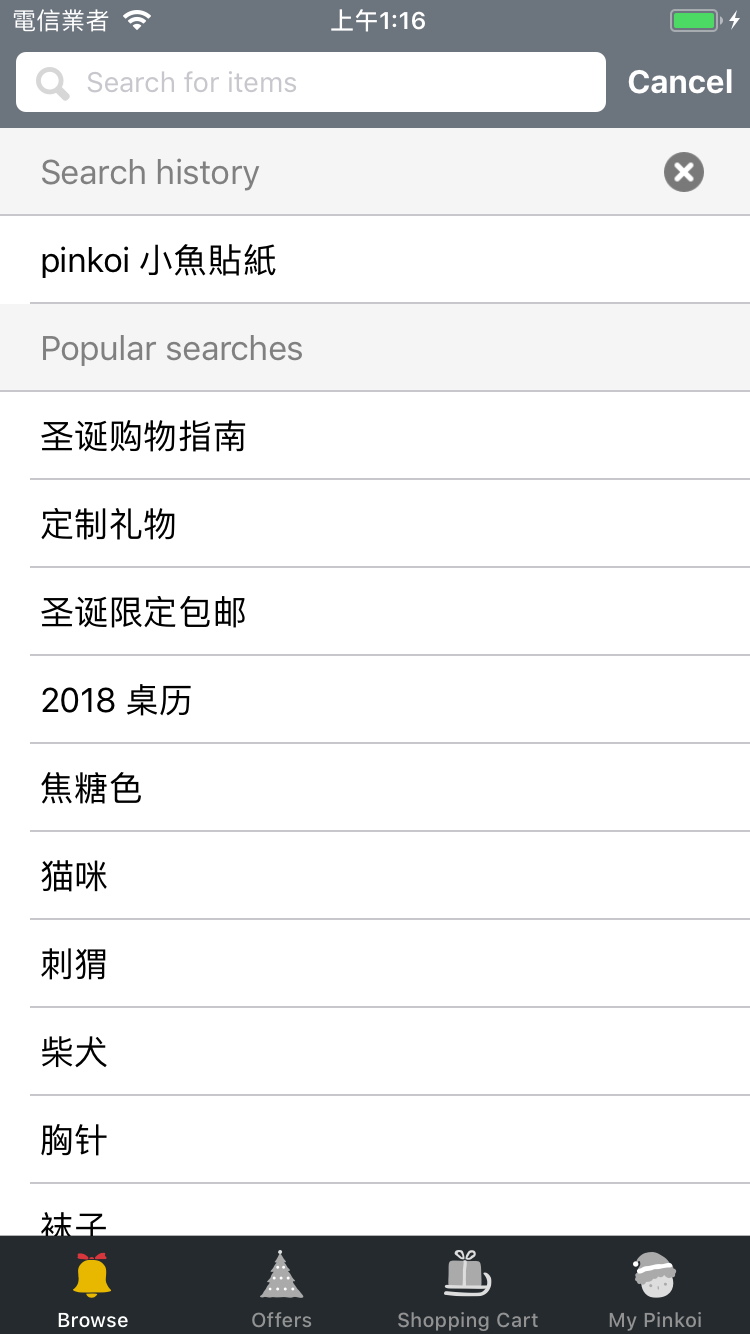 電信業者 上午1:16
Search for items Cancel
Search history
pinkoi 小魚貼紙
Popular searches
圣诞购物指南
定制礼物
圣诞限定包邮
2018 桌历
焦糖色
猫咪
刺猬
柴犬
胸针
袜子
Browse Offers Shopping Cart My Pinkoi